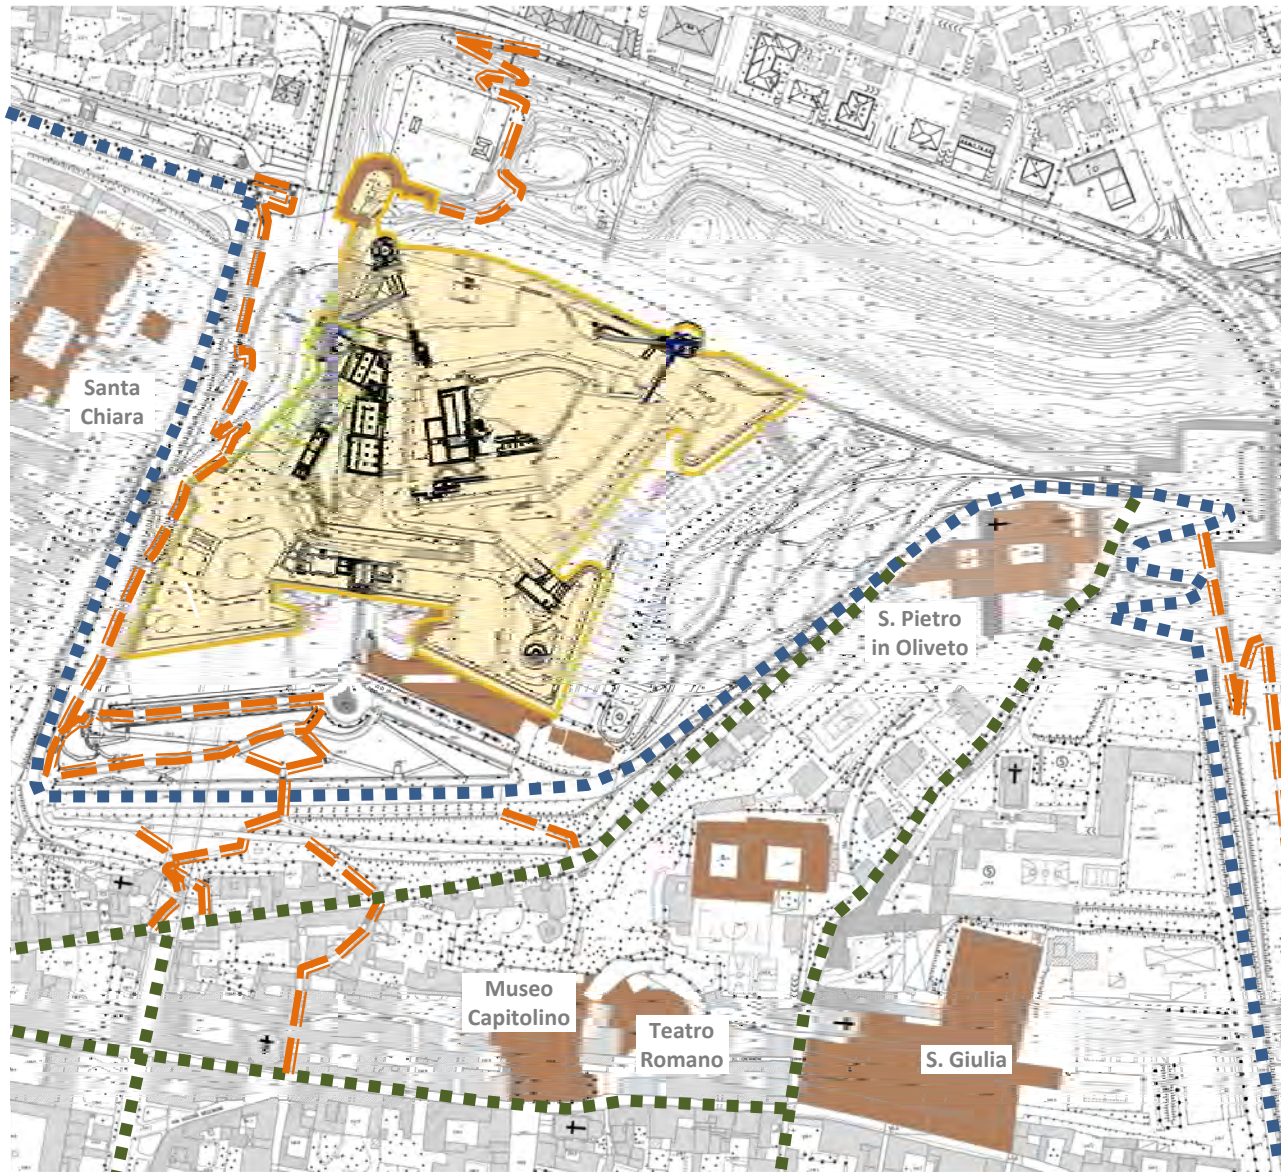 Santa
Chiara
S. Pietro
in Oliveto
Museo
Capitolino
Teatro
Romano
S. Giulia